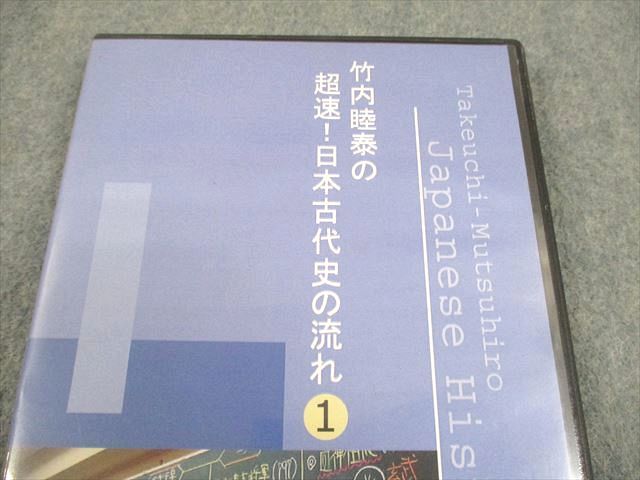 竹内睦泰の
超速!日本古代史の流れ
1
Takeuchi-Mutsuhiro
Japanese His